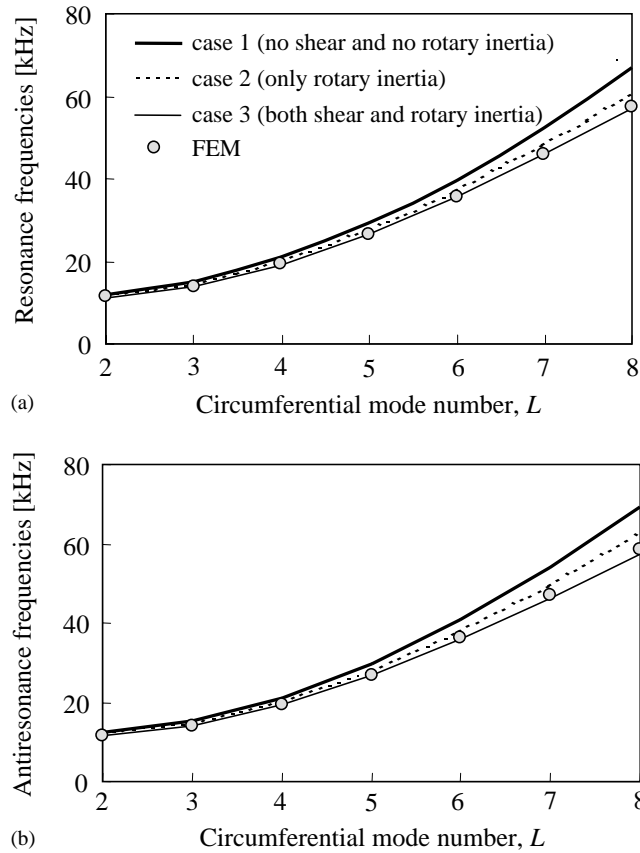 80
60
40
20
0
Resonance frequencies [kHz]
case 1 (no shear and no rotary inertia)
case 2 (only rotary inertia)
case 3 (both shear and rotary inertia)
FEM
2 3 4 5 6 7 8
(a)
Circumferential mode number, L
80
60
40
20
0
Antiresonance frequencies [kHz]
2 3 4 5 6 7 8
(b)
Circumferential mode number, L